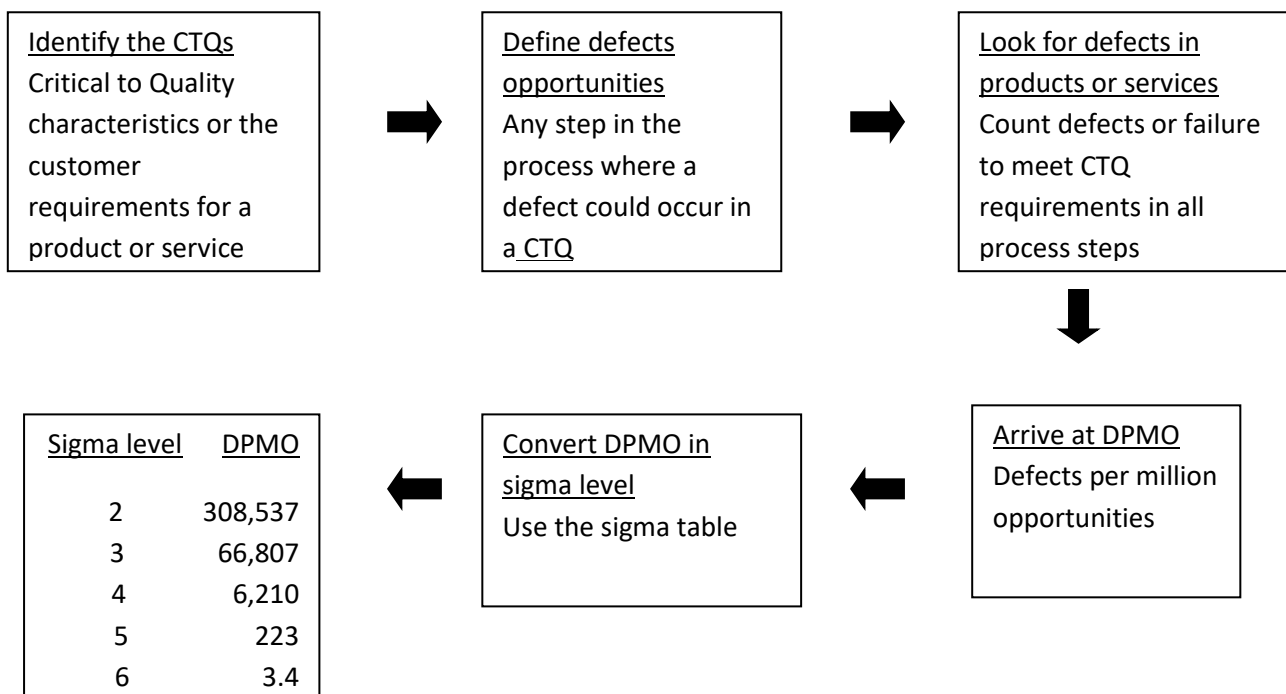 Identify the CTQs
Critical to Quality
characteristics or the
customer
requirements for a
product or service
Define defects
opportunities
Any step in the
process where a
defect could occur in
a CTQ
Look for defects in
products or services
Count defects or failure
to meet CTQ
requirements in all
process steps
Arrive at DPMO
Defects per million
opportunities
Convert DPMO in
sigma level
Use the sigma table
Sigma level DPMO
2 308,537
3 66,807
4 6,210
5 223
6 3.4